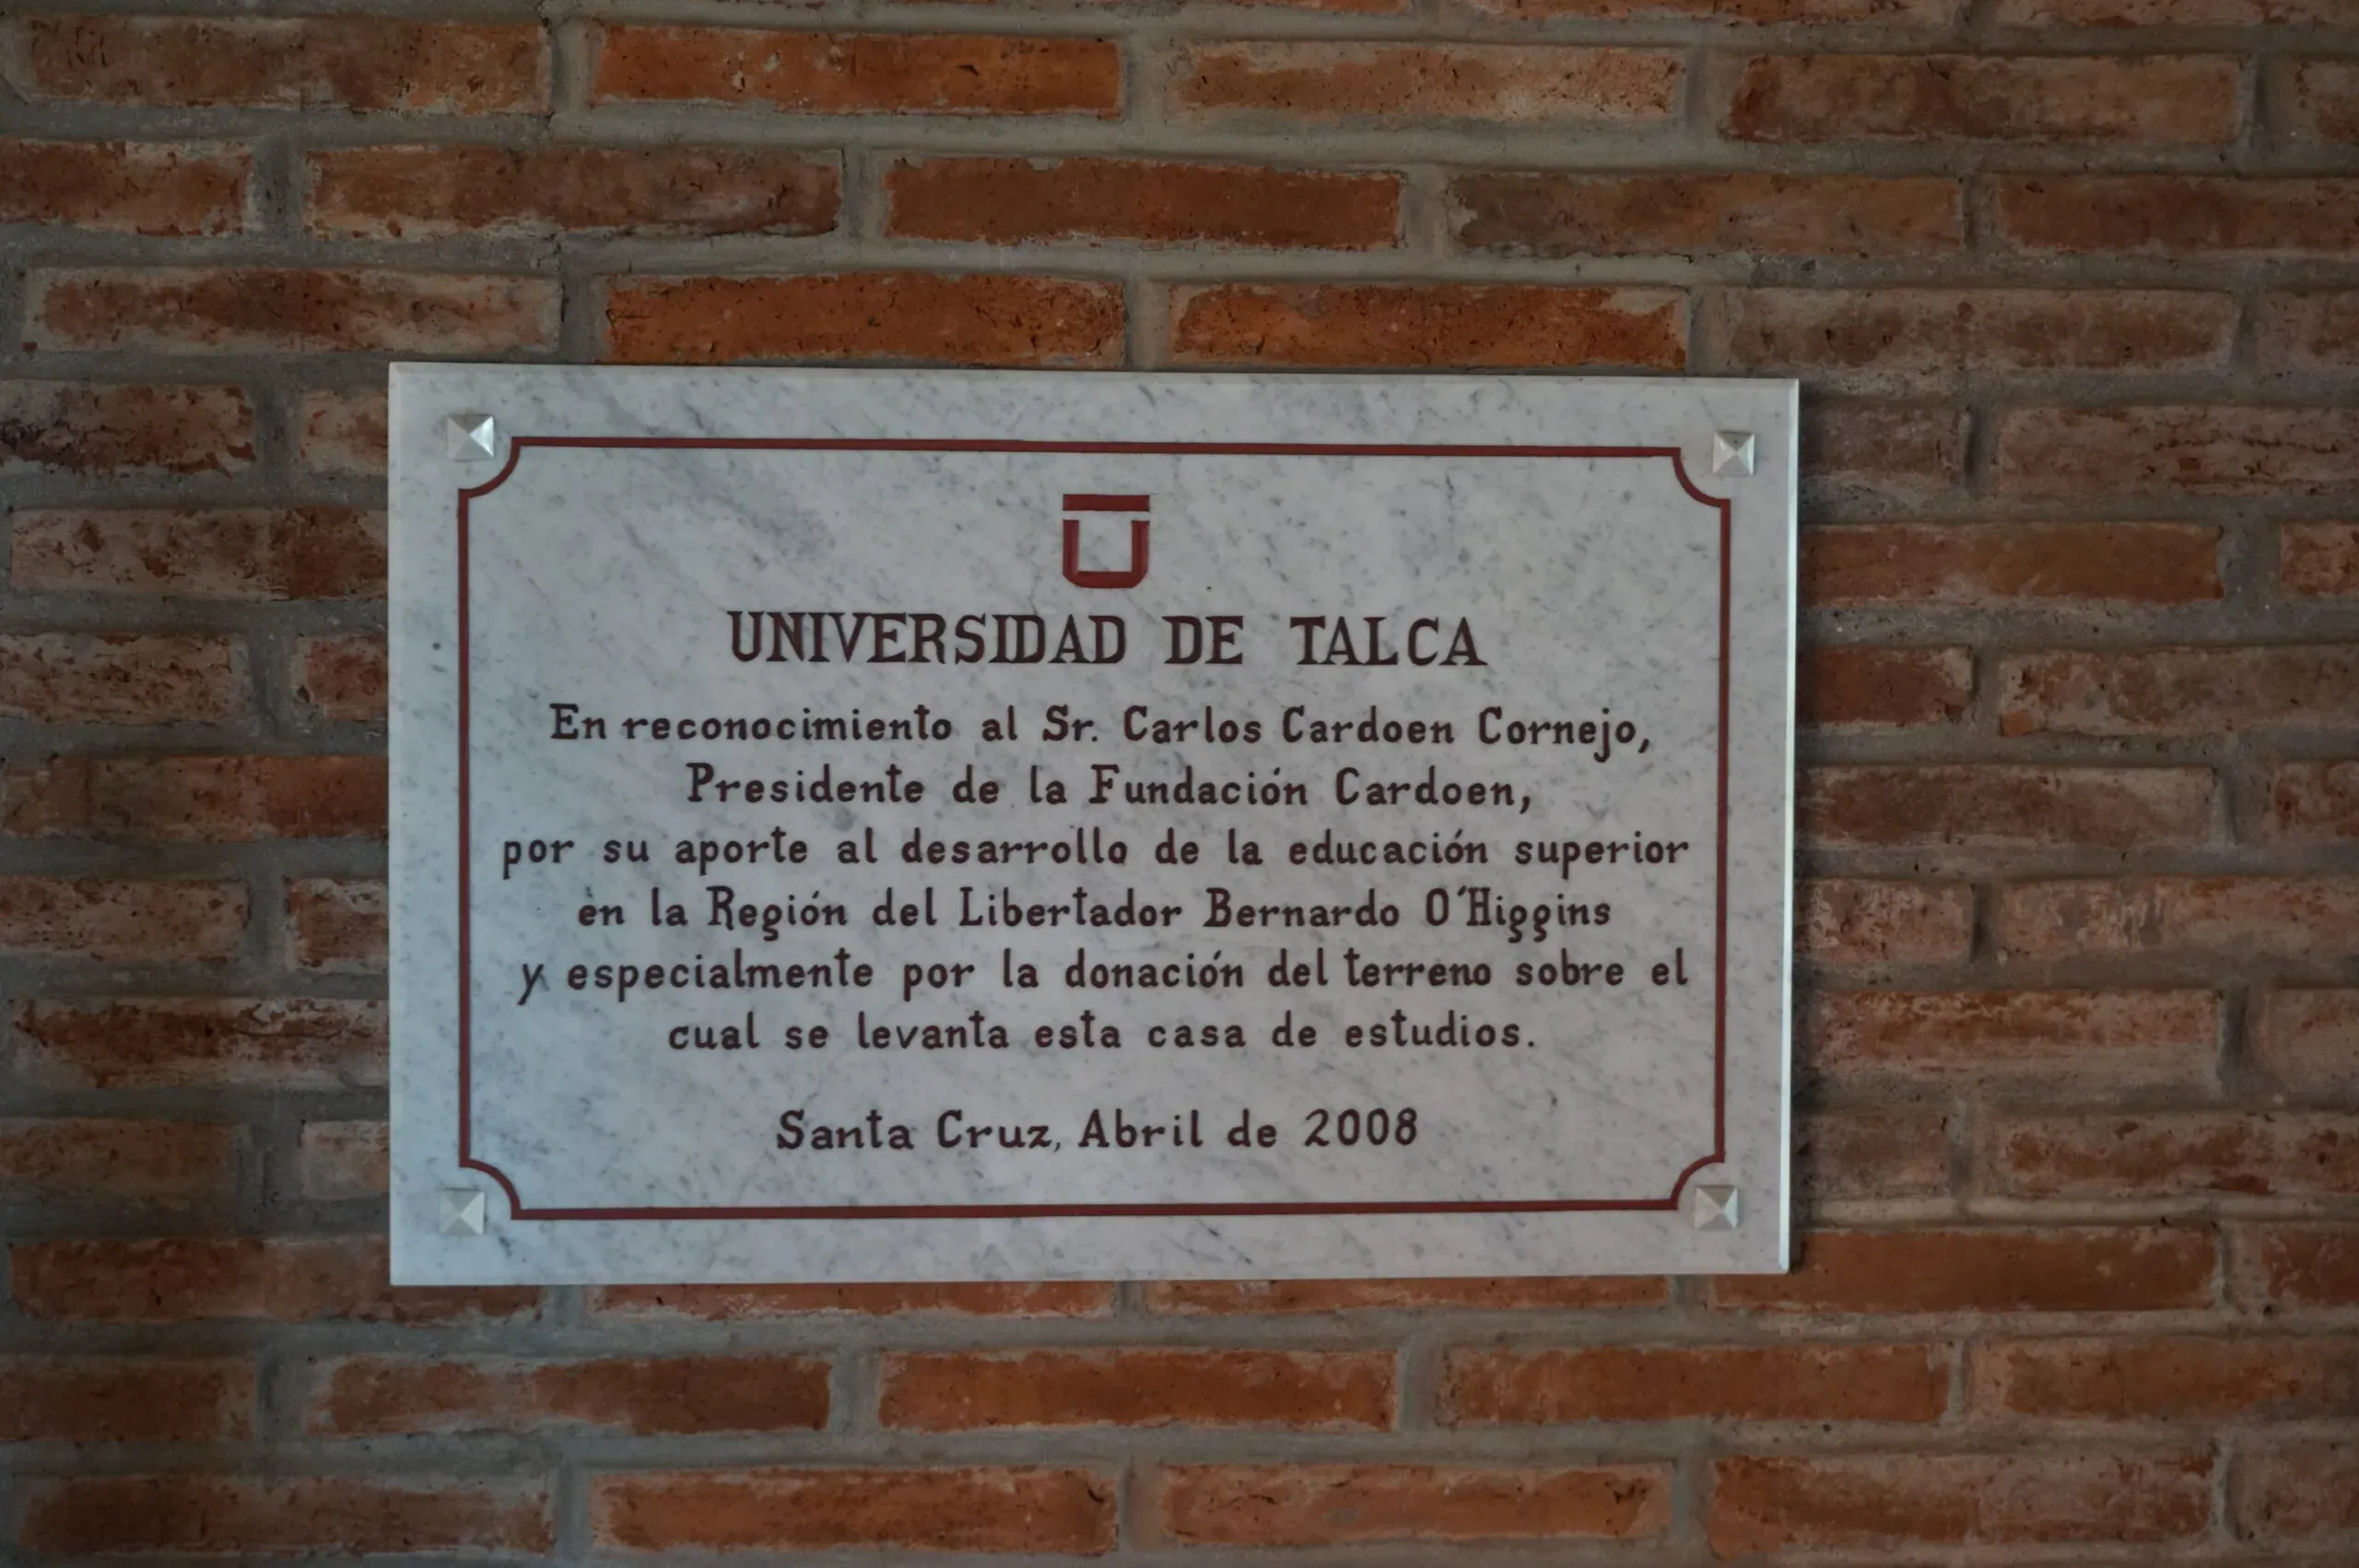 UNIVERSIDAD DE TALCA
En reconocimiento al Sr. Carlos Cardoen Cornejo,
Presidente de la Fundación Cardoen,
por su aporte al desarrollo de la educación superior
en la Región del Libertador Bernardo O'Higgins
y especialmente por la donación del terreno sobre el
cual se levanta esta casa de estudios.
Santa Cruz, Abril de 2008